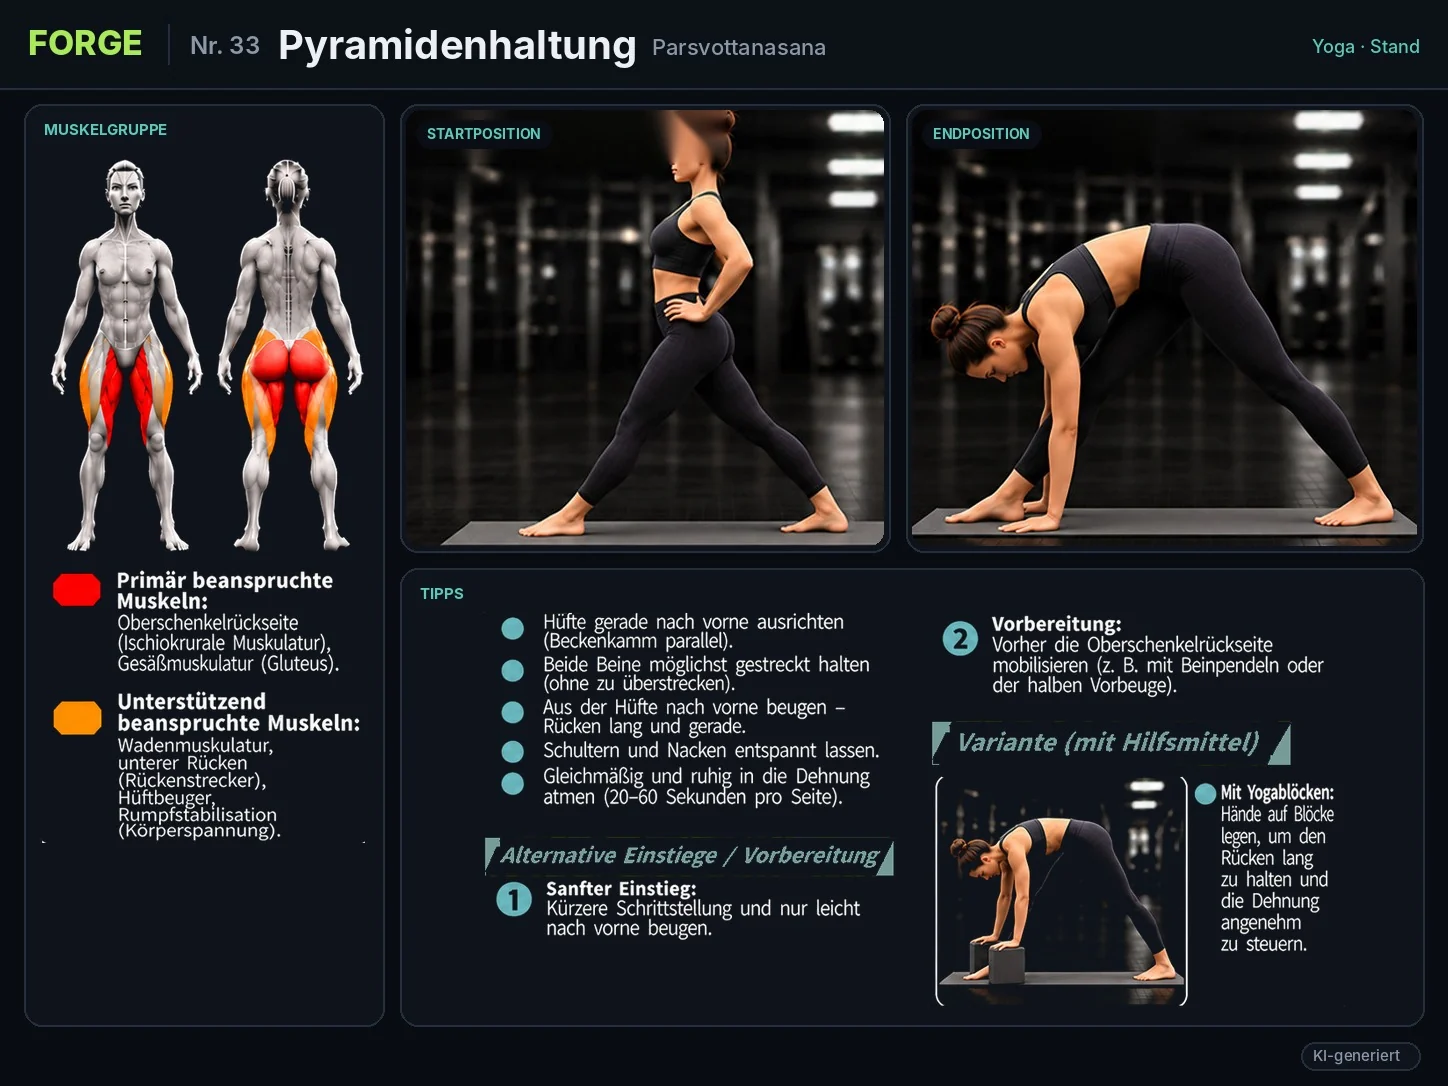 FORGE
Nr. 33
Pyramidenhaltung
Parsvottanasana
Yoga · Stand
MUSKELGRUPPE
Primär beanspruchte
Muskeln:
Oberschenkelrückseite
(Ischiokrurale Muskulatur),
Gesäßmuskulatur (Gluteus).
Unterstützend
beanspruchte Muskeln:
Wadenmuskulatur,
unterer Rücken
(Rückenstrecker),
Hüftbeuger,
Rumpfstabilisation
(Körperspannung).
STARTPOSITION
ENDPOSITION
TIPPS
Hüfte gerade nach vorne ausrichten
(Beckenkamm parallel).
Beide Beine möglichst gestreckt halten
(ohne zu überstrecken).
Aus der Hüfte nach vorne beugen –
Rücken lang und gerade.
Schultern und Nacken entspannt lassen.
Gleichmäßig und ruhig in die Dehnung
atmen (20–60 Sekunden pro Seite).
Alternative Einstiege / Vorbereitung
1
Sanfter Einstieg:
Kürzere Schrittstellung und nur leicht
nach vorne beugen.
2
Vorbereitung:
Vorher die Oberschenkelrückseite
mobilisieren (z. B. mit Beinpendeln oder
der halben Vorbeuge).
Variante (mit Hilfsmittel)
Mit Yogablöcken:
Hände auf Blöcke
legen, um den
Rücken lang
zu halten und
die Dehnung
angenehm
zu steuern.
KI-generiert